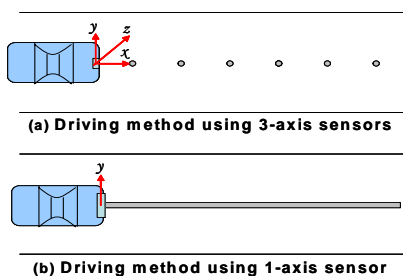 y z
x
(a) Driving method using 3-axis sensors
y
(b) Driving method using 1-axis sensor